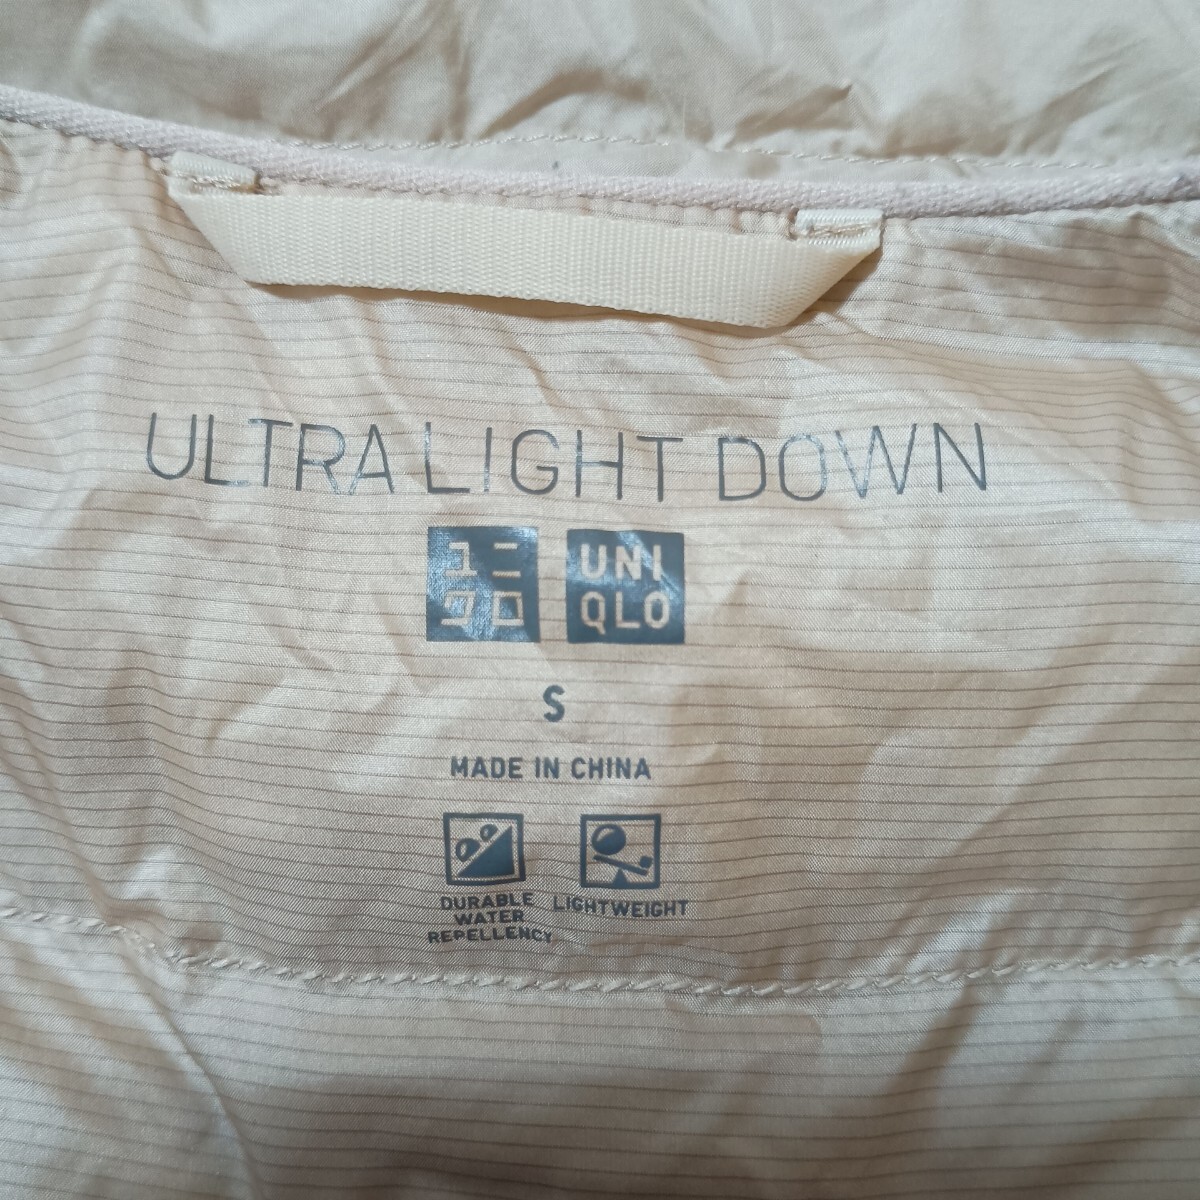 ULTRA LIGHT DOWN
ユニ UNI
クロ QLO
S
MADE IN CHINA
DURABLE LIGHTWEIGHT
WATER
REPELLENCY